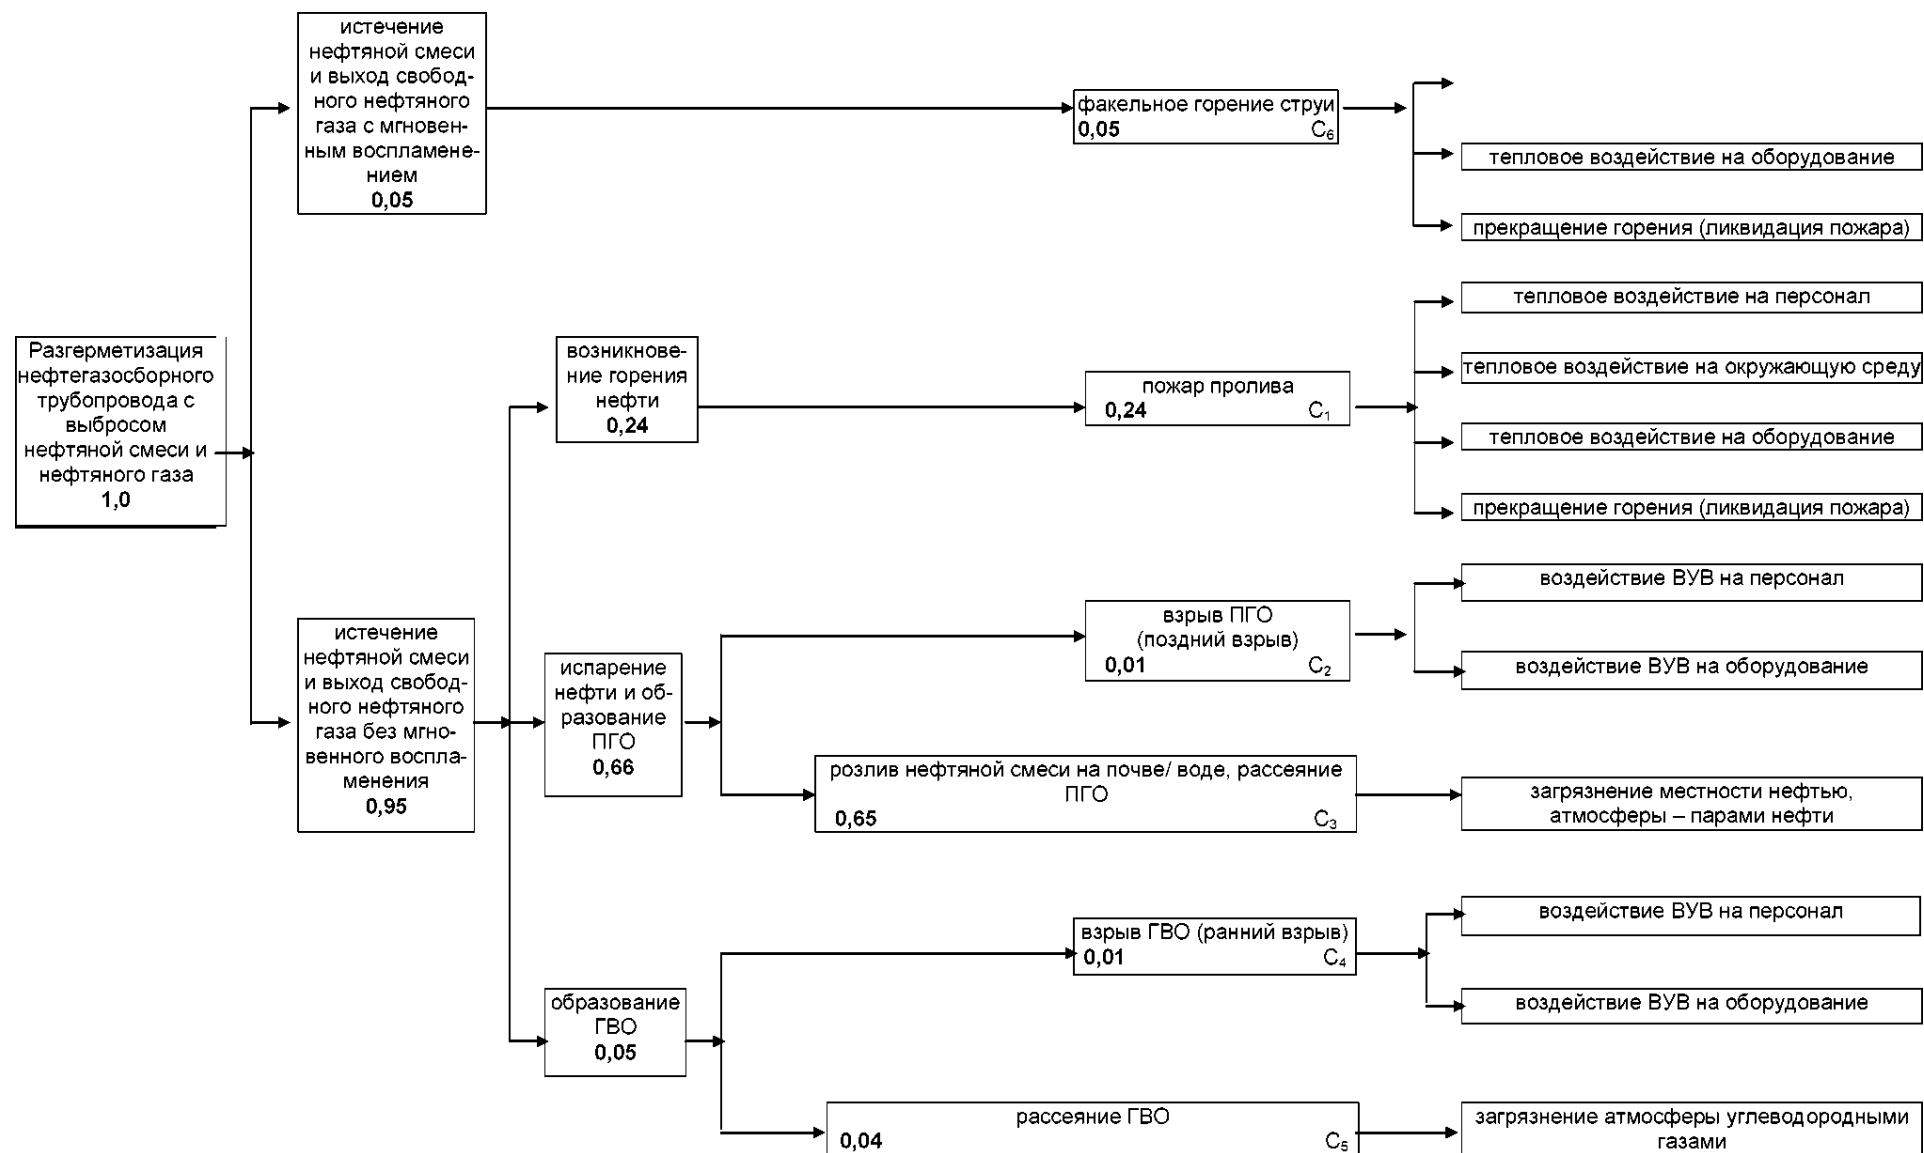 истечение
нефтяной смеси
и выход свобод-
ного нефтяного
газа с мгновен-
ным воспламене-
нием
0,05
факельное горение струи
0,05 C₆
тепловое воздействие на оборудование
прекращение горения (ликвидация пожара)
Разгерметизация
нефтегазосборного
трубопровода с
выбросом
нефтяной смеси и
нефтяного газа
1,0
возникнове-
ние горения
нефти
0,24
пожар пролива
0,24 C₁
тепловое воздействие на персонал
тепловое воздействие на окружающую среду
тепловое воздействие на оборудование
прекращение горения (ликвидация пожара)
истечение
нефтяной смеси
и выход свобод-
ного нефтяного
газа без мгно-
венного воспла-
менения
0,95
испарение
нефти и об-
разование
ПГО
0,66
взрыв ПГО
(поздний взрыв)
0,01 C₂
воздействие ВУВ на персонал
воздействие ВУВ на оборудование
розлив нефтяной смеси на почве/ воде, рассеяние
ПГО
0,65 C₃
загрязнение местности нефтью,
атмосферы – парами нефти
образование
ГВО
0,05
взрыв ГВО (ранний взрыв)
0,01 C₄
воздействие ВУВ на персонал
воздействие ВУВ на оборудование
рассеяние ГВО
0,04 C₅
загрязнение атмосферы углеводородными
газами